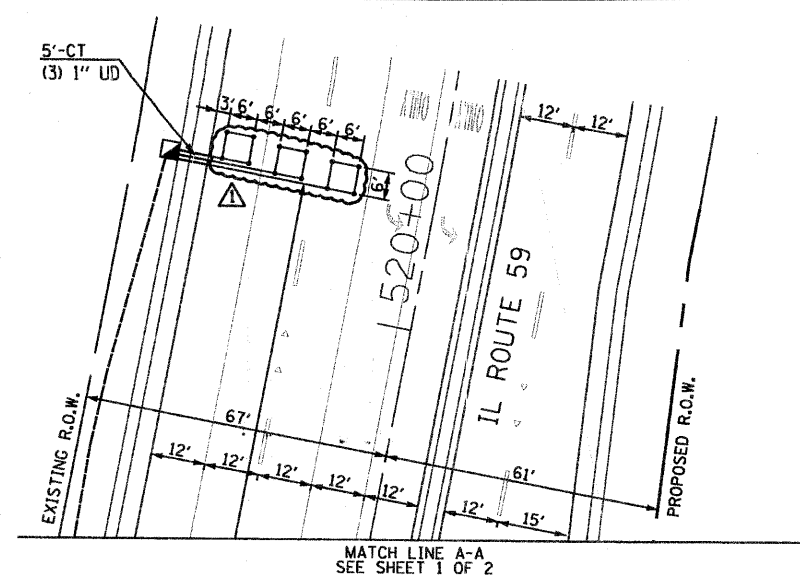 5'-CT
(3) 1" UD
3' 6' 6' 6' 6' 6'
6'
1
12' 12'
1520+00
IL ROUTE 59
67'
61'
12' 12' 12' 12' 12'
12' 15'
EXISTING R.O.W.
PROPOSED R.O.W.
MATCH LINE A-A
SEE SHEET 1 OF 2